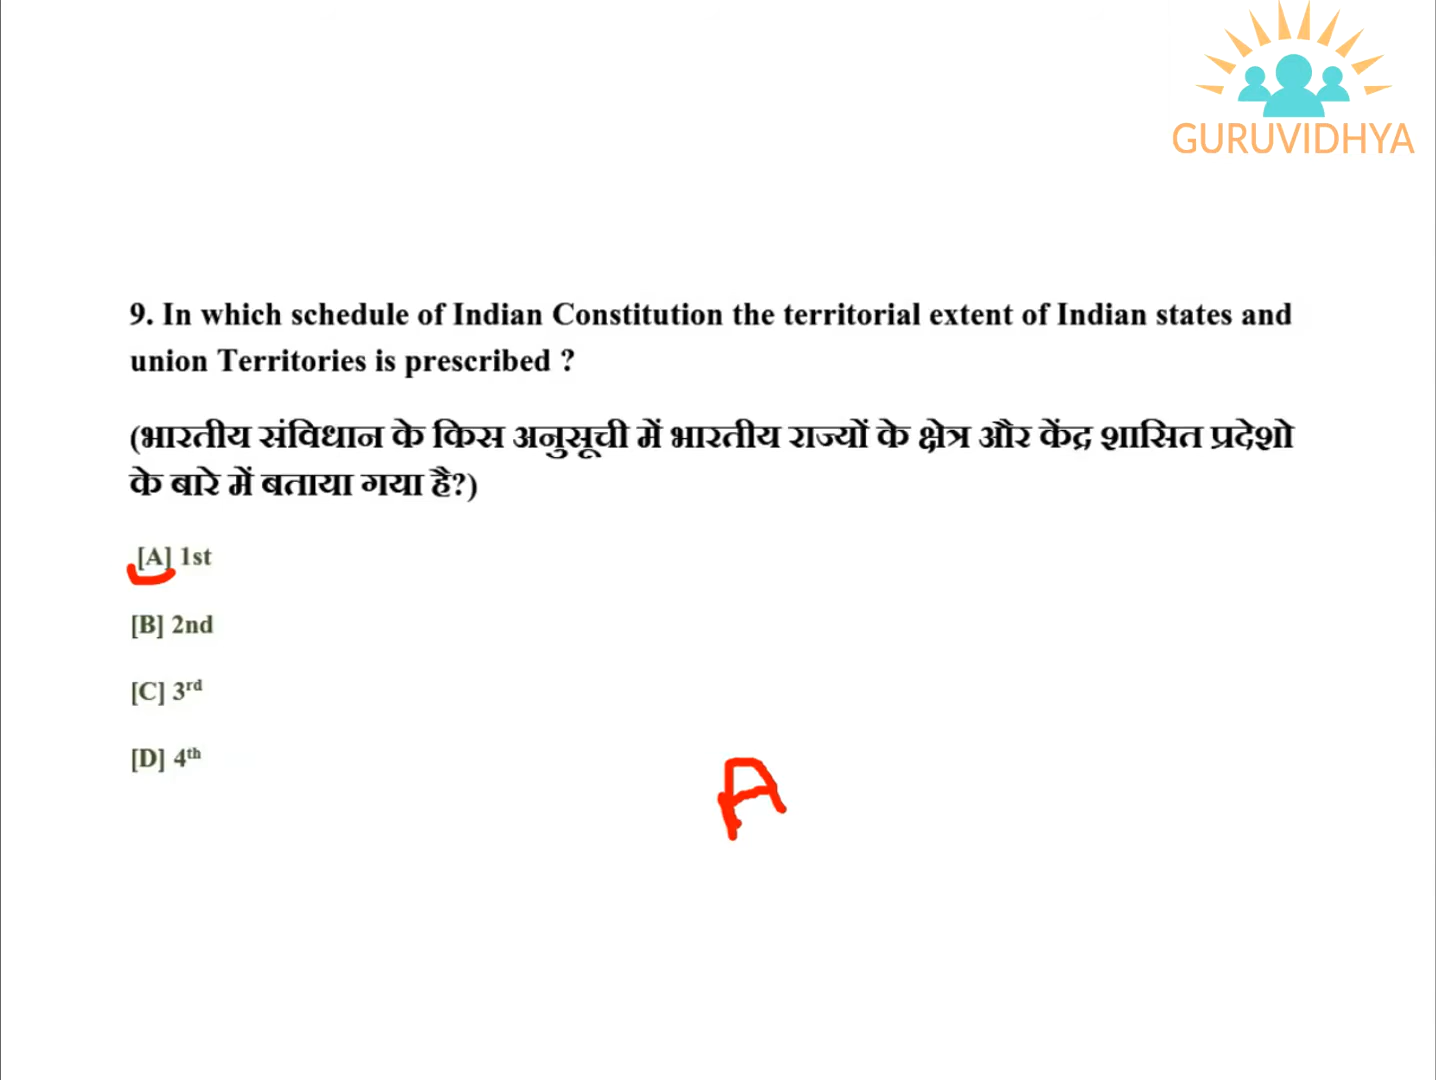 GURUVIDHYA
9. In which schedule of Indian Constitution the territorial extent of Indian states and
union Territories is prescribed ?
(भारतीय संविधान के किस अनुसूची में भारतीय राज्यों के क्षेत्र और केंद्र शासित प्रदेशो
के बारे में बताया गया है?)
[A] 1st
[B] 2nd
[C] 3rd
[D] 4th
A